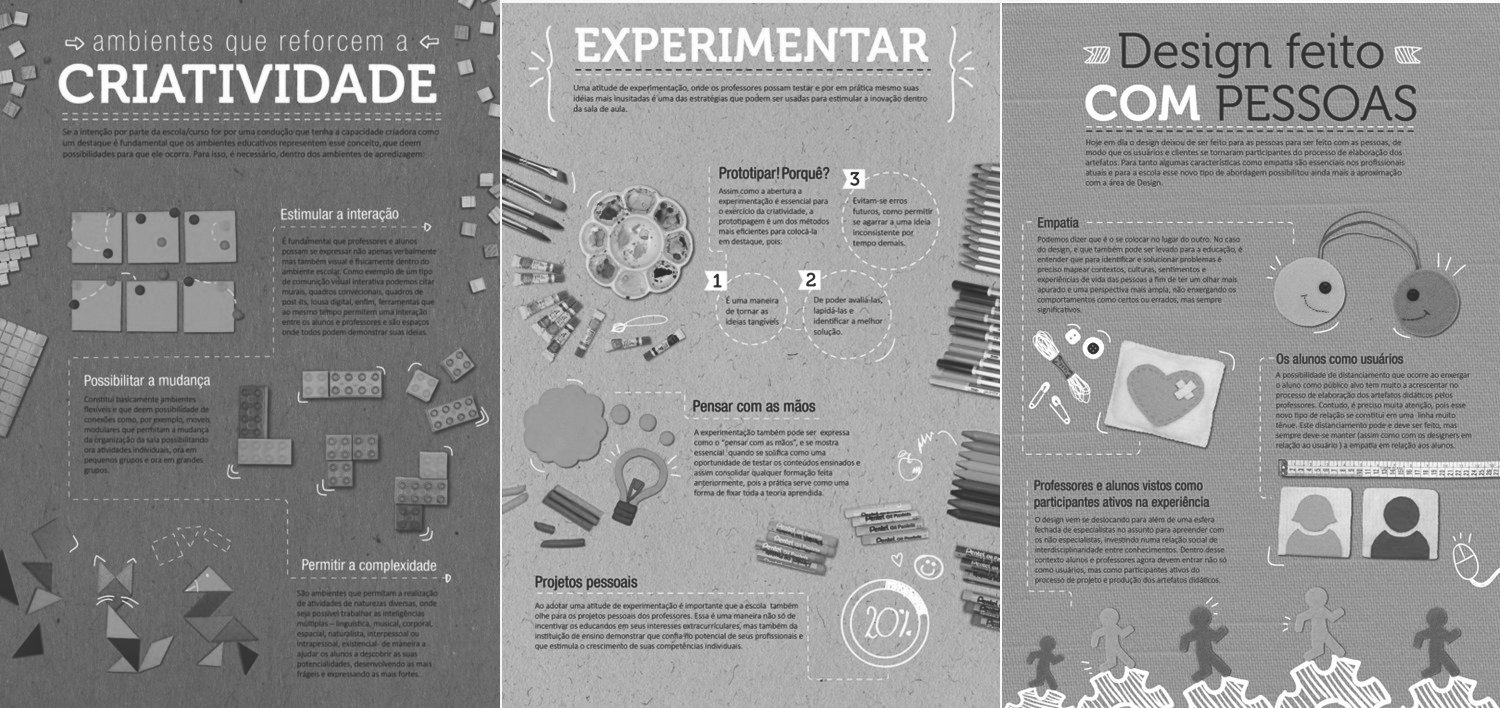 ambientes que reforcem a
CRIATIVIDADE
Se a intenção por parte da escola/curso for por uma condução que tenha a capacidade criadora como
um destaque é fundamental que os ambientes educativos representem esse conceito, que deem
possibilidades para que ele ocorra. Para isso, é necessário, dentro dos ambientes de apredizagem:
Estimular a interação
É fundamental que professores e alunos
possam se expressar não apenas verbalmente
mas também visual e fisicamente dentro do
ambiente escolar. Como exemplo de um tipo
de comunição visual interativa podemos citar
murais, quadros convecionais, quadros de
post-its, lousa digital, enfim, ferramentas que
ao mesmo tempo permitem uma interação
entre os alunos e professores e são espaços
onde todos podem demonstrar suas ideias.
Possibilitar a mudança
Constitui basicamente ambientes
flexíveis e que deem possibilidade de
conexões como, por exemplo, moveis
modulares que permitam a mudança
da organização da sala possibilitando
ora atividades individuais, ora em
pequenos grupos e ora em grandes
grupos.
Permitir a complexidade
São ambientes que permitam a realização
de atividades de naturezas diversas, onde
seja possível trabalhar as inteligências
múltiplas – linguística, musical, corporal,
espacial, naturalista, interpesoal ou
intrapesoal, existencial- de maneira a
ajudar os alunos a descobrir as suas
potencialidades, desenvolvendo as mais
frágeis e expressando as mais fortes.
EXPERIMENTAR
Uma atitude de experimentação, onde os professores possam testar e por em prática mesmo suas
idéias mais inusitadas é uma das estratégias que podem ser usadas para estimular a inovação dentro
da sala de aula.
Prototipar! Porquê?
Assim como a abertura a
experimentação é essencial para
o exercício da criatividade, a
prototipagem é um dos métodos
mais eficientes para colocá-la
em destaque, pois:
1
É uma maneira
de tornar as
ideias tangíveis
2
De poder avaliá-las,
lapidá-las e
identificar a melhor
solução.
3
Evitam-se erros
futuros, como permitir
se agarrar a uma ideia
inconsistente por
tempo demais.
Pensar com as mãos
A experimentação também pode ser expressa
como o "pensar com as mãos", e se mostra
essencial quando se solifica como uma
oportunidade de testar os conteúdos ensinados e
assim consolidar qualquer formação feita
anteriormente, pois a prática serve como uma
forma de fixar toda a teoria aprendida.
Pentel Oil Pastels
Pentel Oil Pastels
Projetos pessoais
Ao adotar uma atitude de experimentação é importante que a escola também
olhe para os projetos pessoais dos professores. Essa é uma maneira não só de
incentivar os educandos em seus interesses extracurriculares, mas também da
instituição de ensino demonstrar que confia no potencial de seus profissionais e
que estimula o crescimento de suas competências individuais.
20%
Design feito
COM PESSOAS
Hoje em dia o design deixou de ser feito para as pessoas para ser feito com as pessoas, de
modo que os usuários e clientes se tornaram participantes do processo de elaboração dos
artefatos. Para tanto algumas características como empatia são essenciais nos profissionais
atuais e para a escola esse novo tipo de abordagem possibilitou ainda mais a aproximação
com a área de Design.
Empatia
Podemos dizer que é o se colocar no lugar do outro. No caso
do design, e que também pode ser levado para a educação, é
entender que para identificar e solucionar problemas é
preciso mapear contextos, culturas, sentimentos e
experiências de vida das pessoas a fim de ter um olhar mais
apurado e uma perspectiva mais ampla, não enxergando os
comportamentos como certos ou errados, mas sempre
significativos.
Os alunos como usuários
A possibilidade de distanciamento que ocorre ao enxergar
o aluno como público alvo tem muito a acrescentar no
processo de elaboração dos artefatos didáticos pelos
professores. Contudo, é preciso muita atenção, pois esse
novo tipo de relação se constitui em uma linha muito
tênue. Este distanciamento pode e deve ser feito, mas
sempre deve-se manter (assim como com os designers em
relação ao usuário ) a empatia em relação aos alunos.
Professores e alunos vistos como
participantes ativos na experiência
O design vem se deslocando para além de uma esfera
fechada de especialistas no assunto para apreender com
os não especialistas, investindo numa relação social de
interdisciplinaridade entre conhecimentos. Dentro desse
contexto alunos e professores agora devem entrar não só
como usuários, mas como participantes ativos do
processo de projeto e produção dos artefatos didáticos.